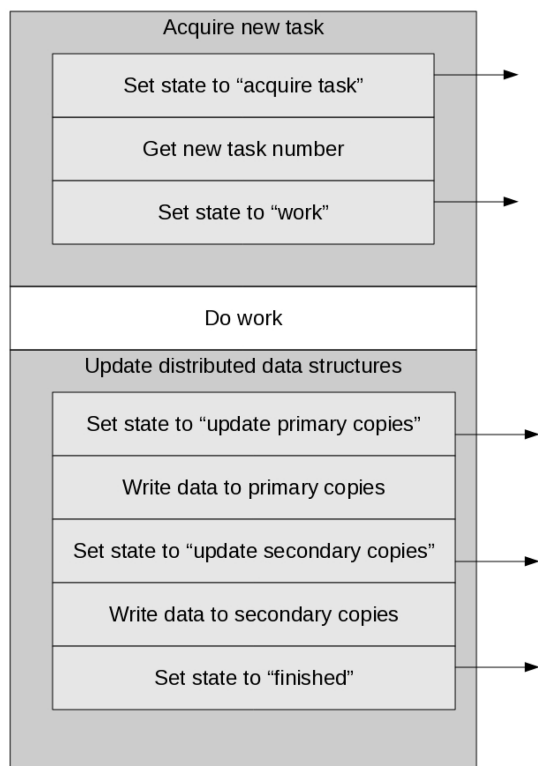 Acquire new task
Set state to “acquire task”
Get new task number
Set state to “work”
Do work
Update distributed data structures
Set state to “update primary copies”
Write data to primary copies
Set state to “update secondary copies”
Write data to secondary copies
Set state to “finished”